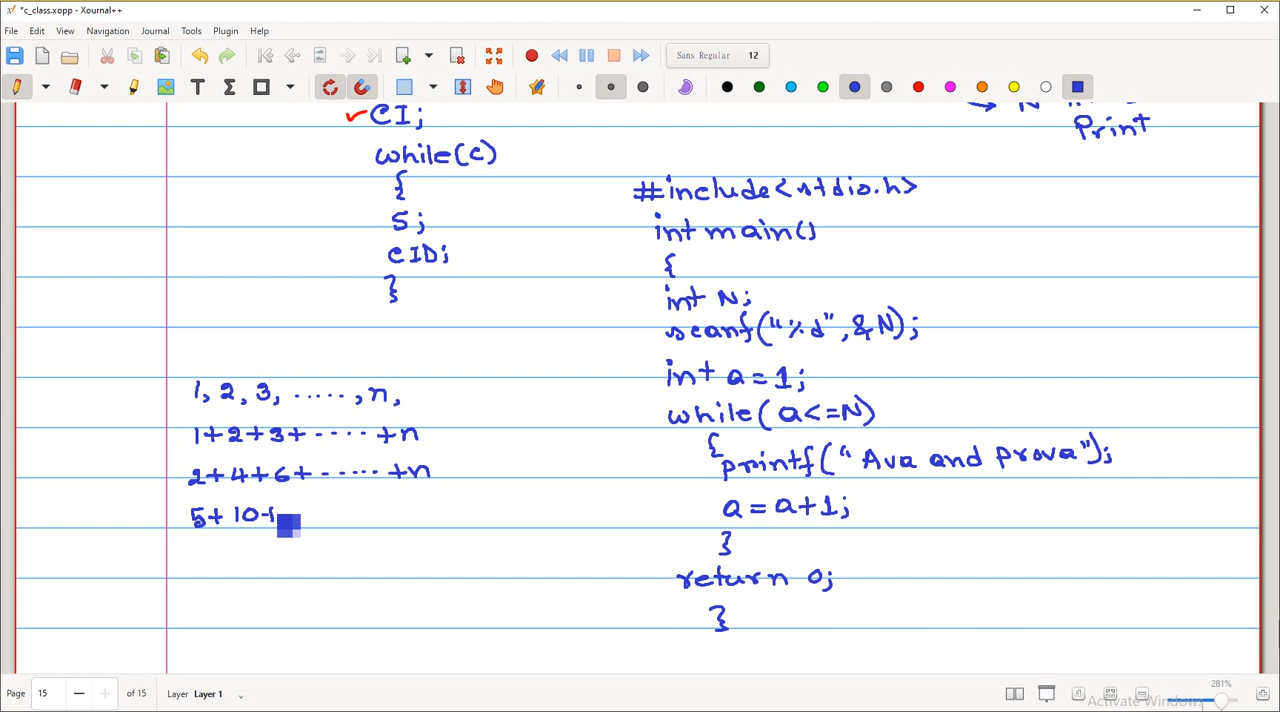 *c_class.xopp - Xournal++
File Edit View Navigation Journal Tools Plugin Help
Sans Regular 12
CI;
while(c)
{
S;
CID;
}
1, 2, 3, ....., n,
1+2+3+ ..... +n
2+4+6+ ...... +n
5+ 10+
Print
#include<stdio.h>
int main()
{
int N;
scanf("%d",&N);
int a=1;
while( a<=N)
{printf("Ava and Prova");
a = a+1;
}
return 0;
}
Page 15 of 15 Layer Layer 1 281%
Activate Windows